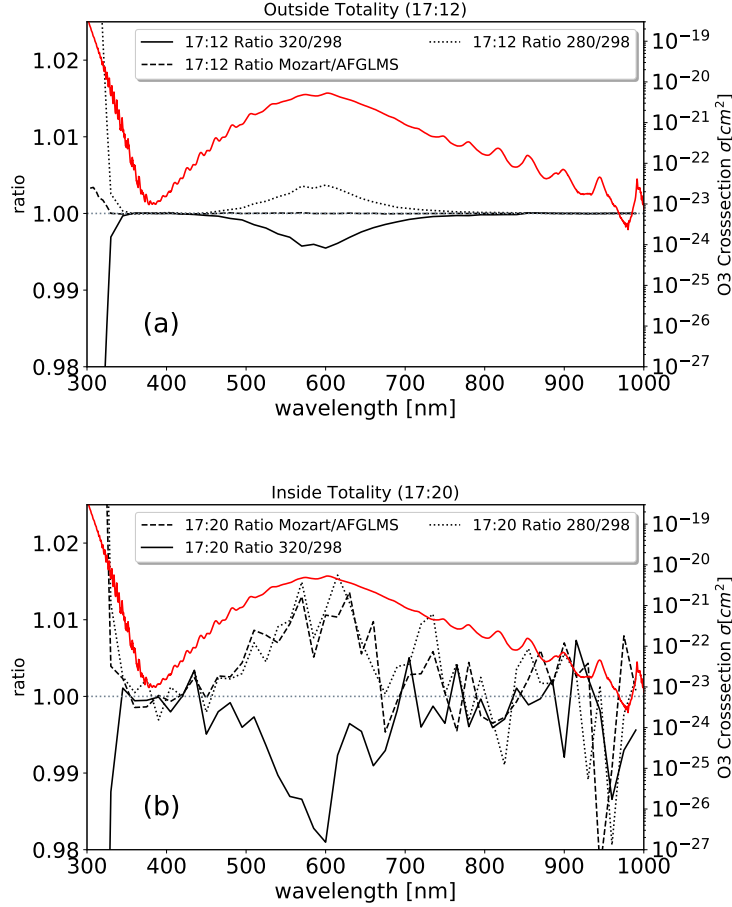 Outside Totality (17:12)
17:12 Ratio 320/298
17:12 Ratio 280/298
17:12 Ratio Mozart/AFGLMS
1.02
1.01
1.00
0.99
0.98
ratio
10⁻¹⁹
10⁻²⁰
10⁻²¹
10⁻²²
10⁻²³
10⁻²⁴
10⁻²⁵
10⁻²⁶
10⁻²⁷
O3 Crosssection σ[cm²]
(a)
300 400 500 600 700 800 900 1000
wavelength [nm]
Inside Totality (17:20)
17:20 Ratio Mozart/AFGLMS
17:20 Ratio 280/298
17:20 Ratio 320/298
1.02
1.01
1.00
0.99
0.98
ratio
10⁻¹⁹
10⁻²⁰
10⁻²¹
10⁻²²
10⁻²³
10⁻²⁴
10⁻²⁵
10⁻²⁶
10⁻²⁷
O3 Crosssection σ[cm²]
(b)
300 400 500 600 700 800 900 1000
wavelength [nm]